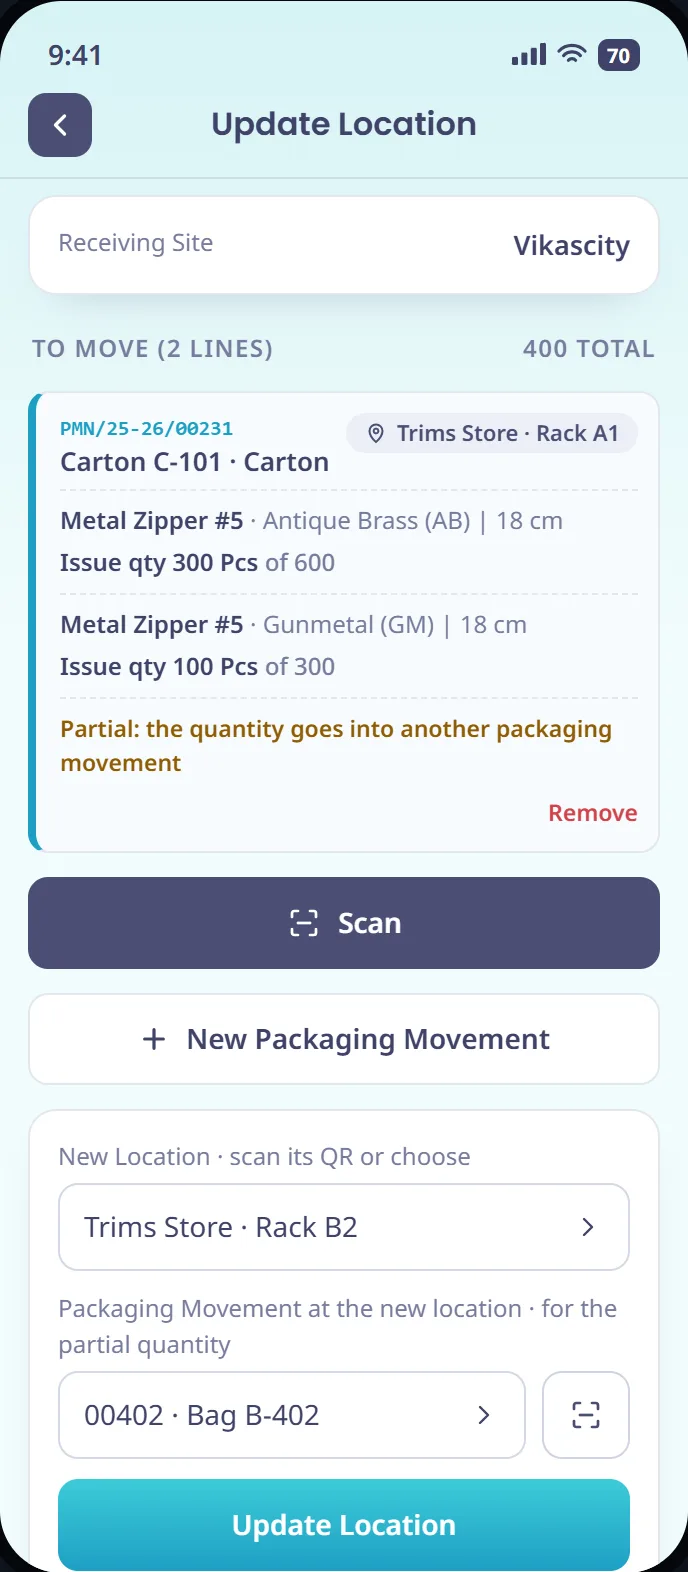 9:41
70
Update Location
Receiving Site
Vikascity
TO MOVE (2 LINES)
400 TOTAL
PMN/25-26/00231
Trims Store · Rack A1
Carton C-101 · Carton
Metal Zipper #5 · Antique Brass (AB) | 18 cm
Issue qty 300 Pcs of 600
Metal Zipper #5 · Gunmetal (GM) | 18 cm
Issue qty 100 Pcs of 300
Partial: the quantity goes into another packaging
movement
Remove
Scan
New Packaging Movement
New Location · scan its QR or choose
Trims Store · Rack B2
Packaging Movement at the new location · for the
partial quantity
00402 · Bag B-402
Update Location